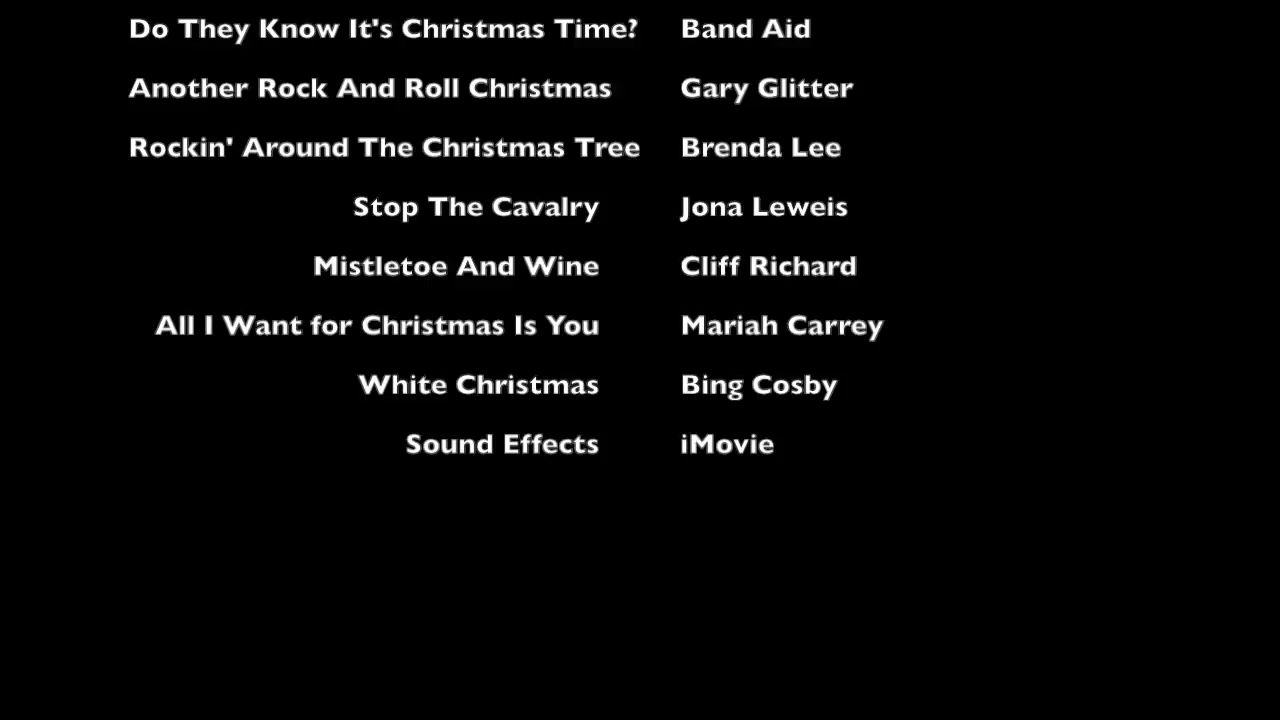 Do They Know It's Christmas Time? Band Aid
Another Rock And Roll Christmas Gary Glitter
Rockin' Around The Christmas Tree Brenda Lee
Stop The Cavalry Jona Leweis
Mistletoe And Wine Cliff Richard
All I Want for Christmas Is You Mariah Carrey
White Christmas Bing Cosby
Sound Effects iMovie